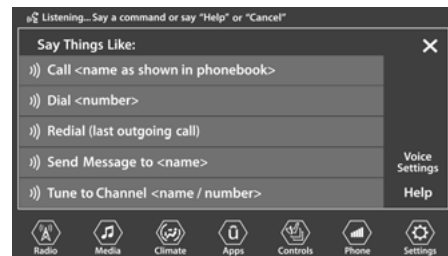 Listening... Say a command or say "Help" or "Cancel"
Say Things Like:
Call <name as shown in phonebook>
Dial <number>
Redial (last outgoing call)
Send Message to <name>
Tune to Channel <name / number>
Voice
Settings
Help
Radio
Media
Climate
Apps
Controls
Phone
Settings